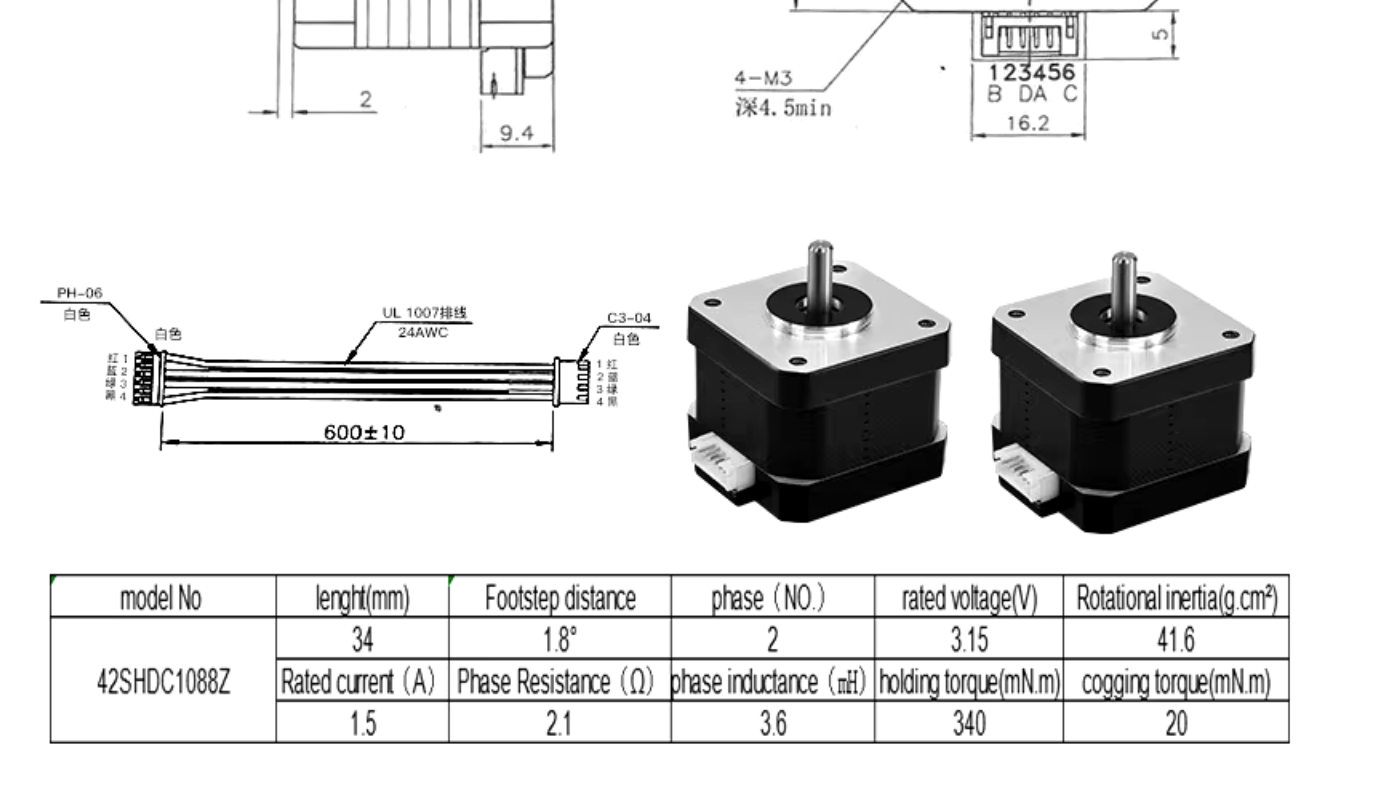 2
9.4
5
4-M3
深4.5min
123456
B DA C
16.2
PH-06
白色
白色
UL 1007排线
24AWC
C3-04
白色
红 1
蓝 2
绿 3
黑 4
1 红
2 蓝
3 绿
4 黑
600±10
model No lenght(mm) Footstep distance phase（NO.） rated voltage(V) Rotational inertia(g.cm²)
34 1.8° 2 3.15 41.6
42SHDC1088Z Rated current（A） Phase Resistance（Ω） phase inductance（mH） holding torque(mN.m) cogging torque(mN.m)
1.5 2.1 3.6 340 20